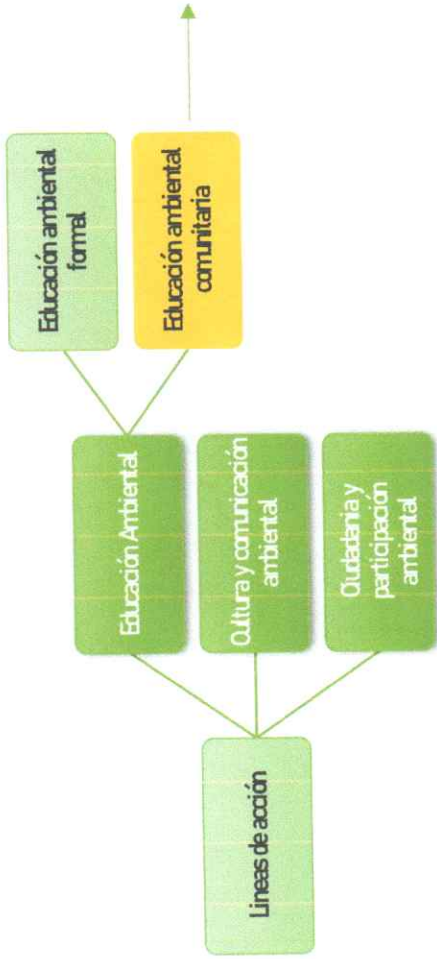 Líneas de acción
Educación Ambiental
Cultura y comunicación
ambiental
Ciudadanía y
participación
ambiental
Educación ambiental
formal
Educación ambiental
comunitaria